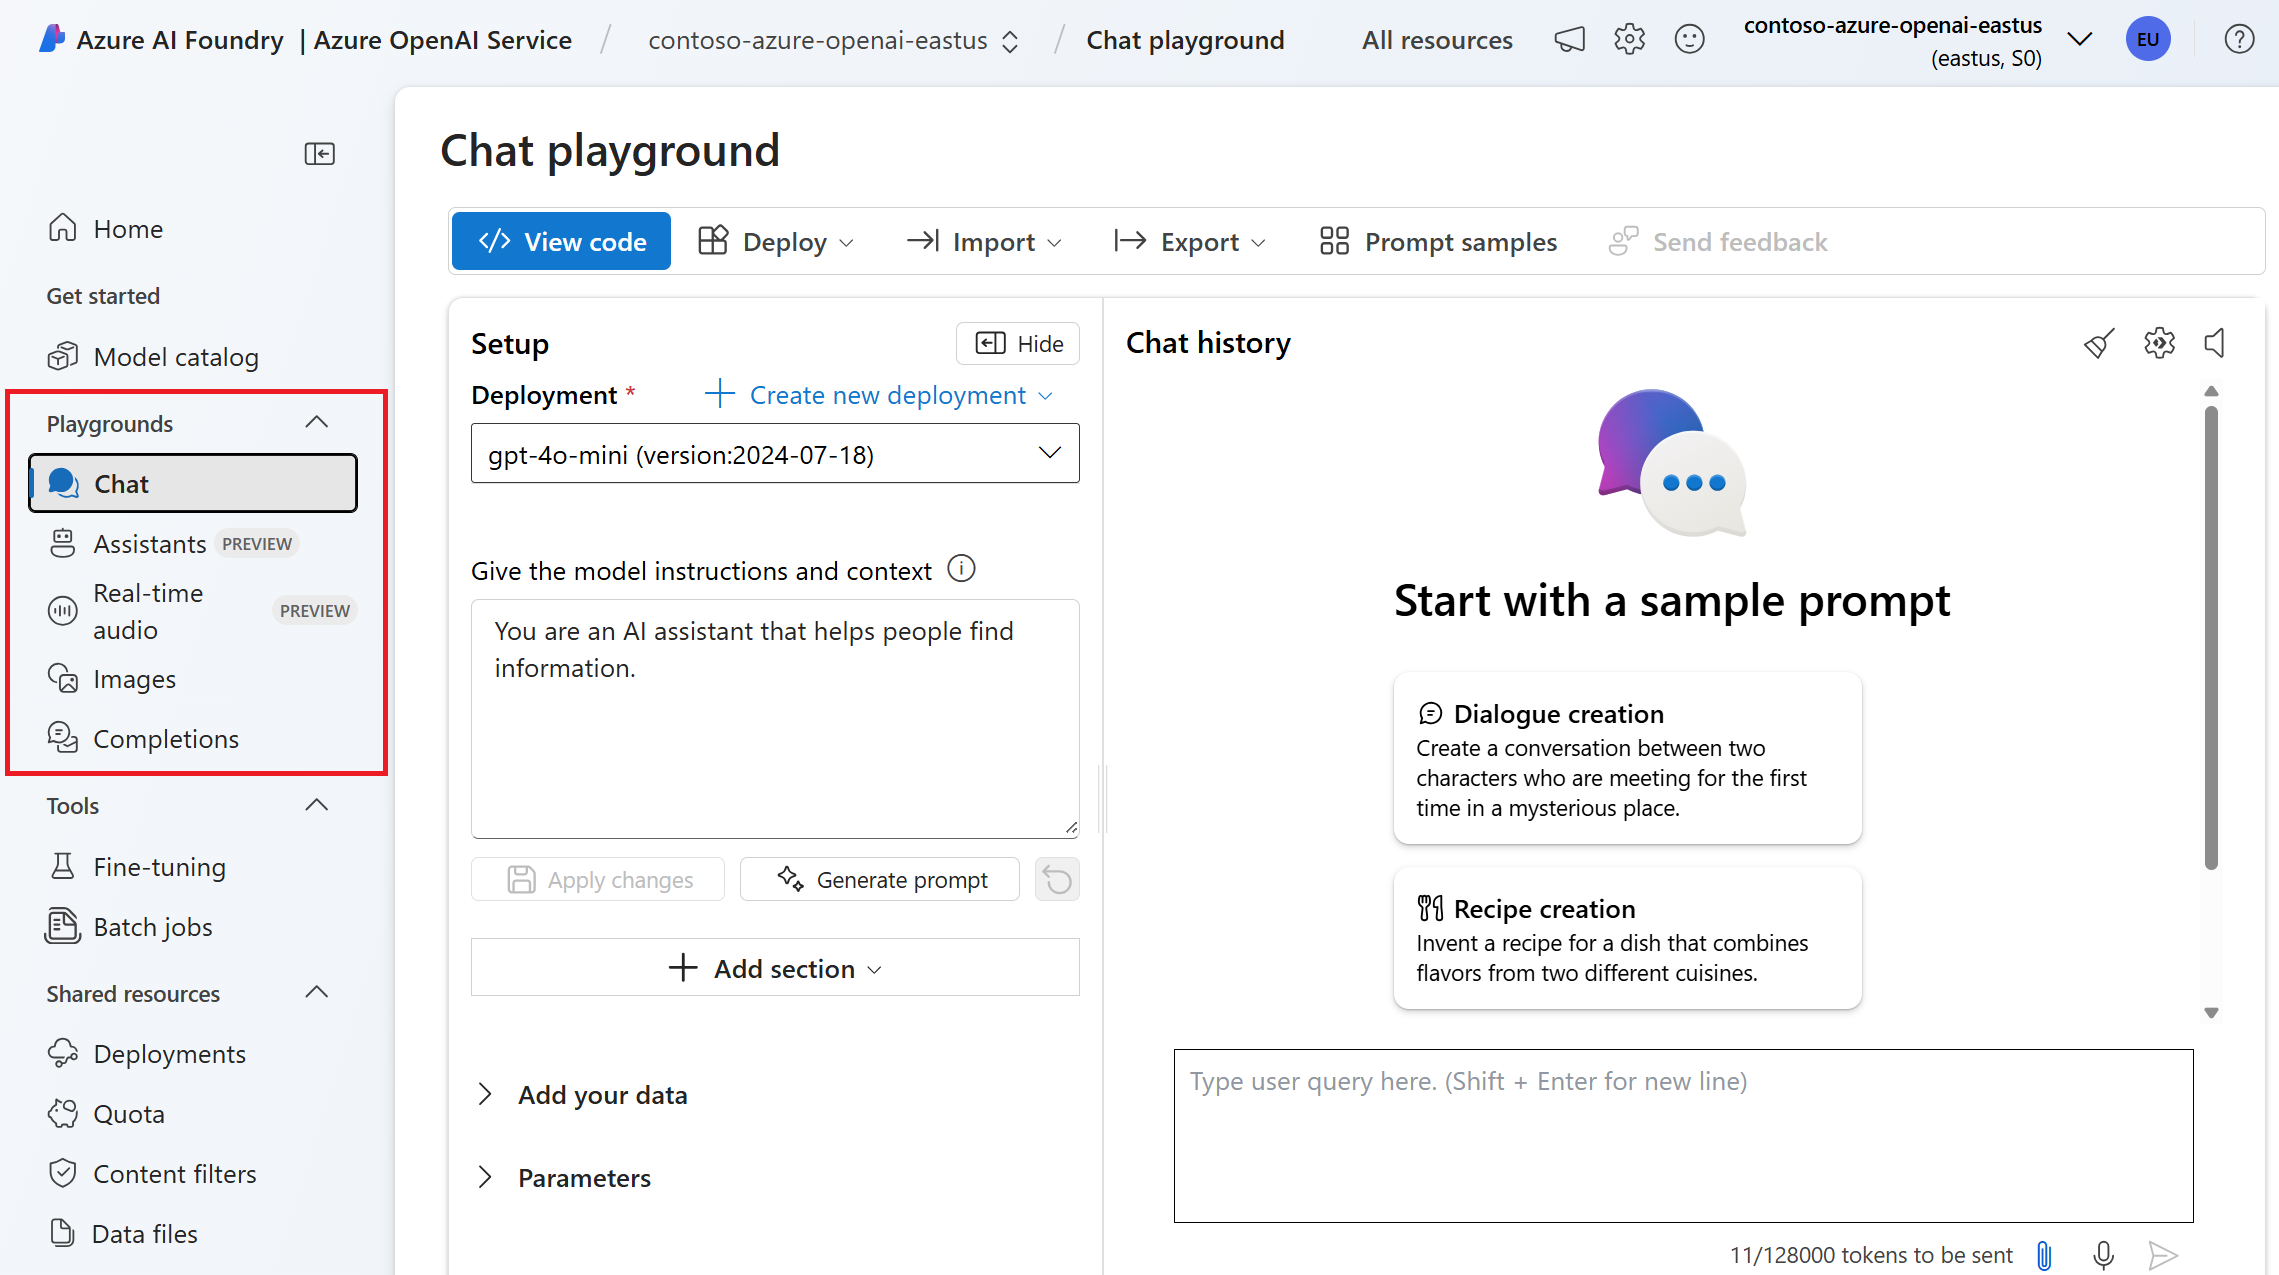 Azure AI Foundry | Azure OpenAI Service / contoso-azure-openai-eastus / Chat playground All resources contoso-azure-openai-eastus (eastus, S0) EU
Home
Get started
Model catalog
Playgrounds
Chat
Assistants PREVIEW
Real-time
audio PREVIEW
Images
Completions
Tools
Fine-tuning
Batch jobs
Shared resources
Deployments
Quota
Content filters
Data files
Chat playground
View code Deploy Import Export Prompt samples Send feedback
Setup Hide
Deployment * Create new deployment
gpt-4o-mini (version:2024-07-18)
Give the model instructions and context
You are an AI assistant that helps people find
information.
Apply changes Generate prompt
Add section
Add your data
Parameters
Chat history
Start with a sample prompt
Dialogue creation
Create a conversation between two
characters who are meeting for the first
time in a mysterious place.
Recipe creation
Invent a recipe for a dish that combines
flavors from two different cuisines.
Type user query here. (Shift + Enter for new line)
11/128000 tokens to be sent